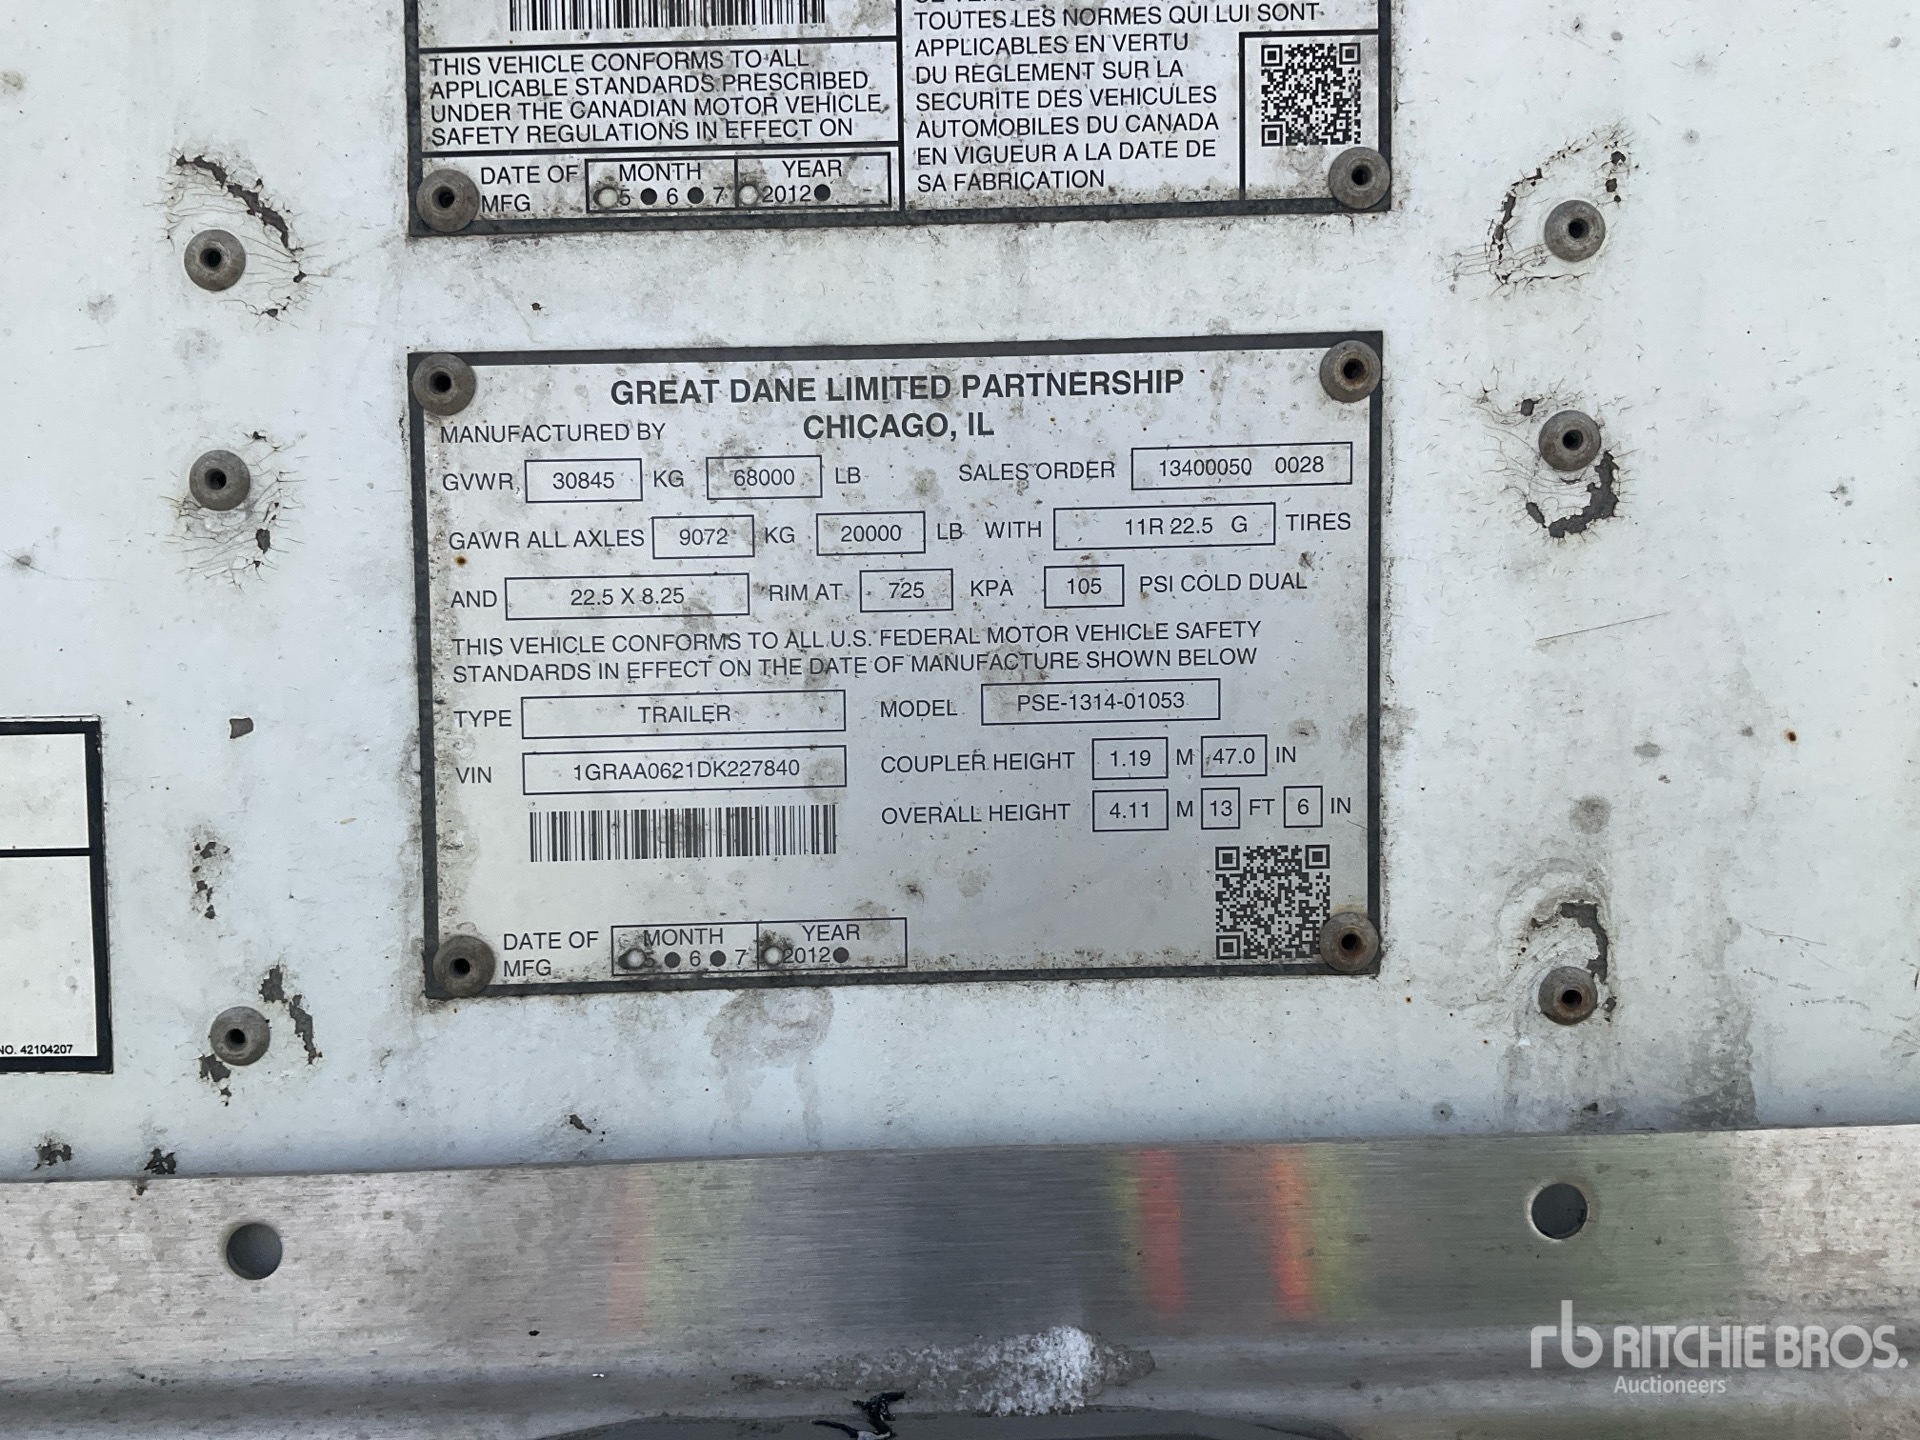 TOUTES LES NORMES QUI LUI SONT
APPLICABLES EN VERTU
DU REGLEMENT SUR LA
SECURITE DES VEHICULES
AUTOMOBILES DU CANADA
EN VIGUEUR A LA DATE DE
SA FABRICATION
THIS VEHICLE CONFORMS TO ALL
APPLICABLE STANDARDS PRESCRIBED
UNDER THE CANADIAN MOTOR VEHICLE
SAFETY REGULATIONS IN EFFECT ON
DATE OF MONTH YEAR
MFG 5 6 7 2012
GREAT DANE LIMITED PARTNERSHIP
MANUFACTURED BY CHICAGO, IL
GVWR 30845 KG 68000 LB SALES ORDER 13400050 0028
GAWR ALL AXLES 9072 KG 20000 LB WITH 11R 22.5 G TIRES
AND 22.5 X 8.25 RIM AT 725 KPA 105 PSI COLD DUAL
THIS VEHICLE CONFORMS TO ALL U.S. FEDERAL MOTOR VEHICLE SAFETY
STANDARDS IN EFFECT ON THE DATE OF MANUFACTURE SHOWN BELOW
TYPE TRAILER MODEL PSE-1314-01053
VIN 1GRAA0621DK227840 COUPLER HEIGHT 1.19 M 47.0 IN
OVERALL HEIGHT 4.11 M 13 FT 6 IN
DATE OF MONTH YEAR
MFG 5 6 7 2012
NO. 42104207
rb RITCHIE BROS.
Auctioneers